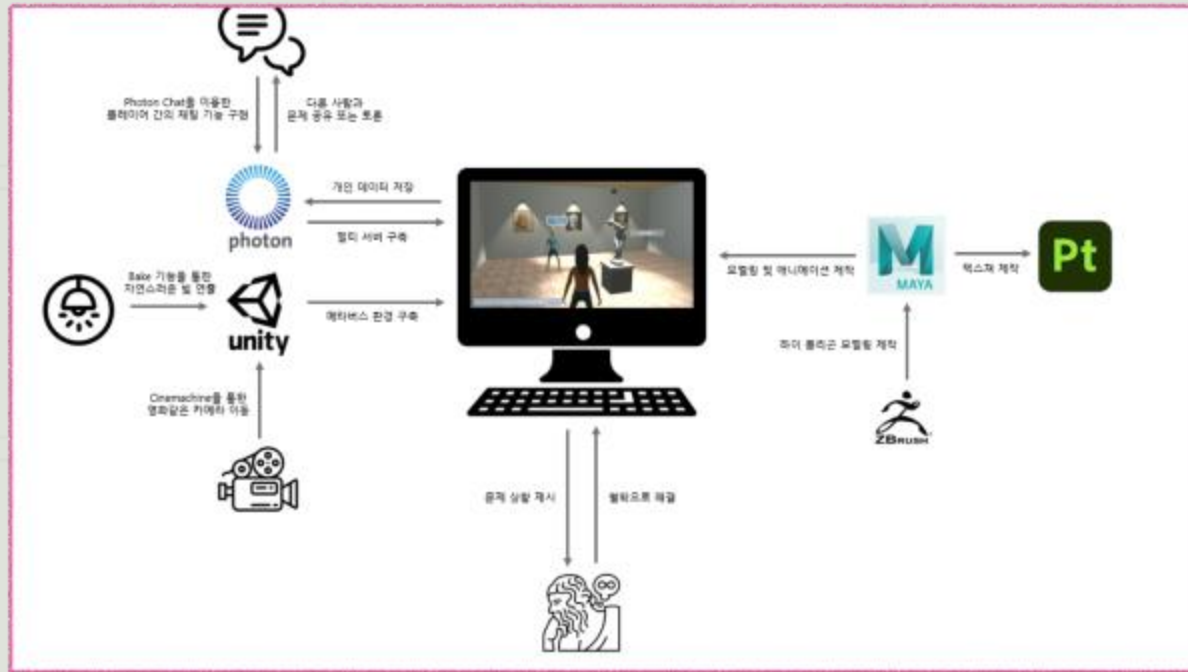 Photon Chat을 이용한
플레이어 간의 채팅 기능 구현
다른 사람과
문제 공유 또는 토론
photon
개인 데이터 저장
멀티 서버 구축
Bake 기능을 통한
자연스러운 빛 연출
unity
메타버스 환경 구축
Cinemachine을 통한
영화같은 카메라 이동
모델링 및 애니메이션 제작
M
MAYA
텍스쳐 제작
Pt
하이 폴리곤 모델링 제작
ZBRUSH
문제 상황 제시
철학으로 해결